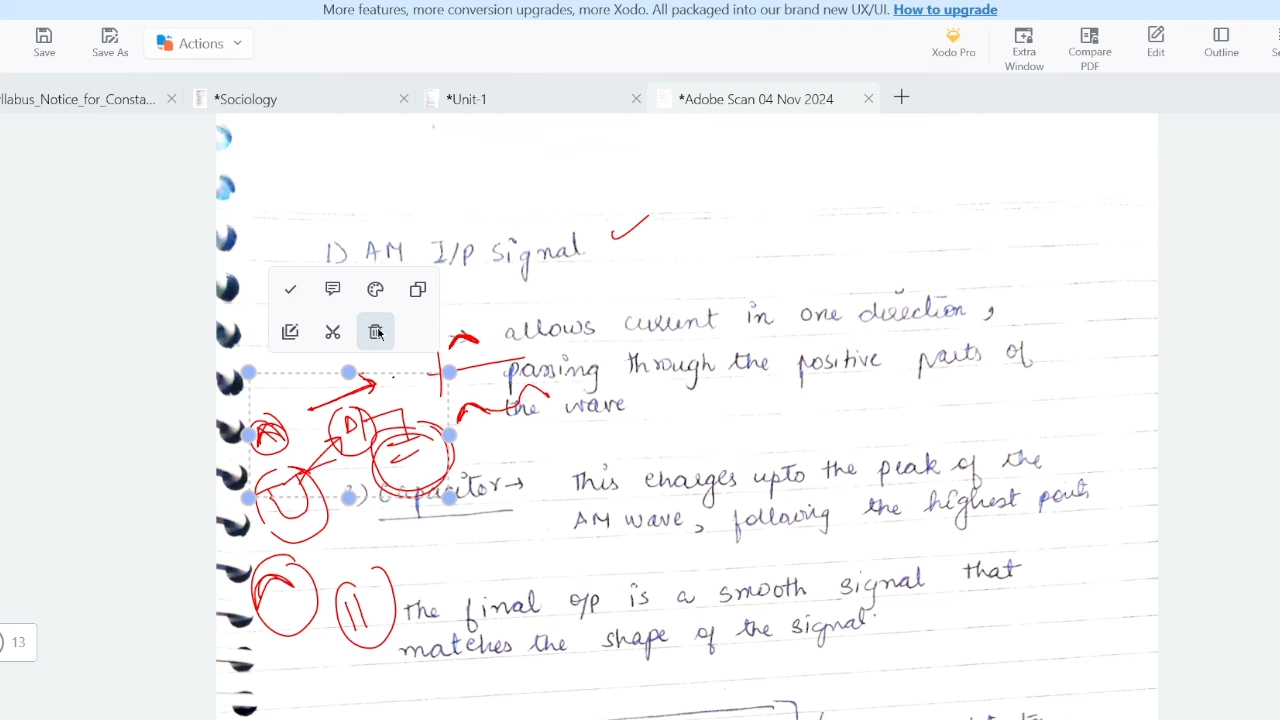 More features, more conversion upgrades, more Xodo. All packaged into our brand new UX/UI. How to upgrade
Save
Save As
Actions
Xodo Pro
Extra Window
Compare PDF
Edit
Outline
llabus_Notice_for_Consta...
*Sociology
*Unit-1
*Adobe Scan 04 Nov 2024
1) AM I/P Signal
allows current in one direction,
passing through the positive parts of
the wave
3) Capacitor → This charges upto the peak of the
AM wave, following the highest parts
The final o/p is a smooth signal that
matches the shape of the signal.
13